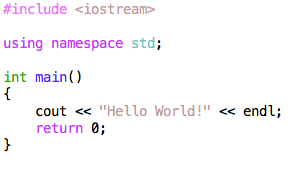 #include <iostream>

using namespace std;

int main()
{
    cout << "Hello World!" << endl;
    return 0;
}